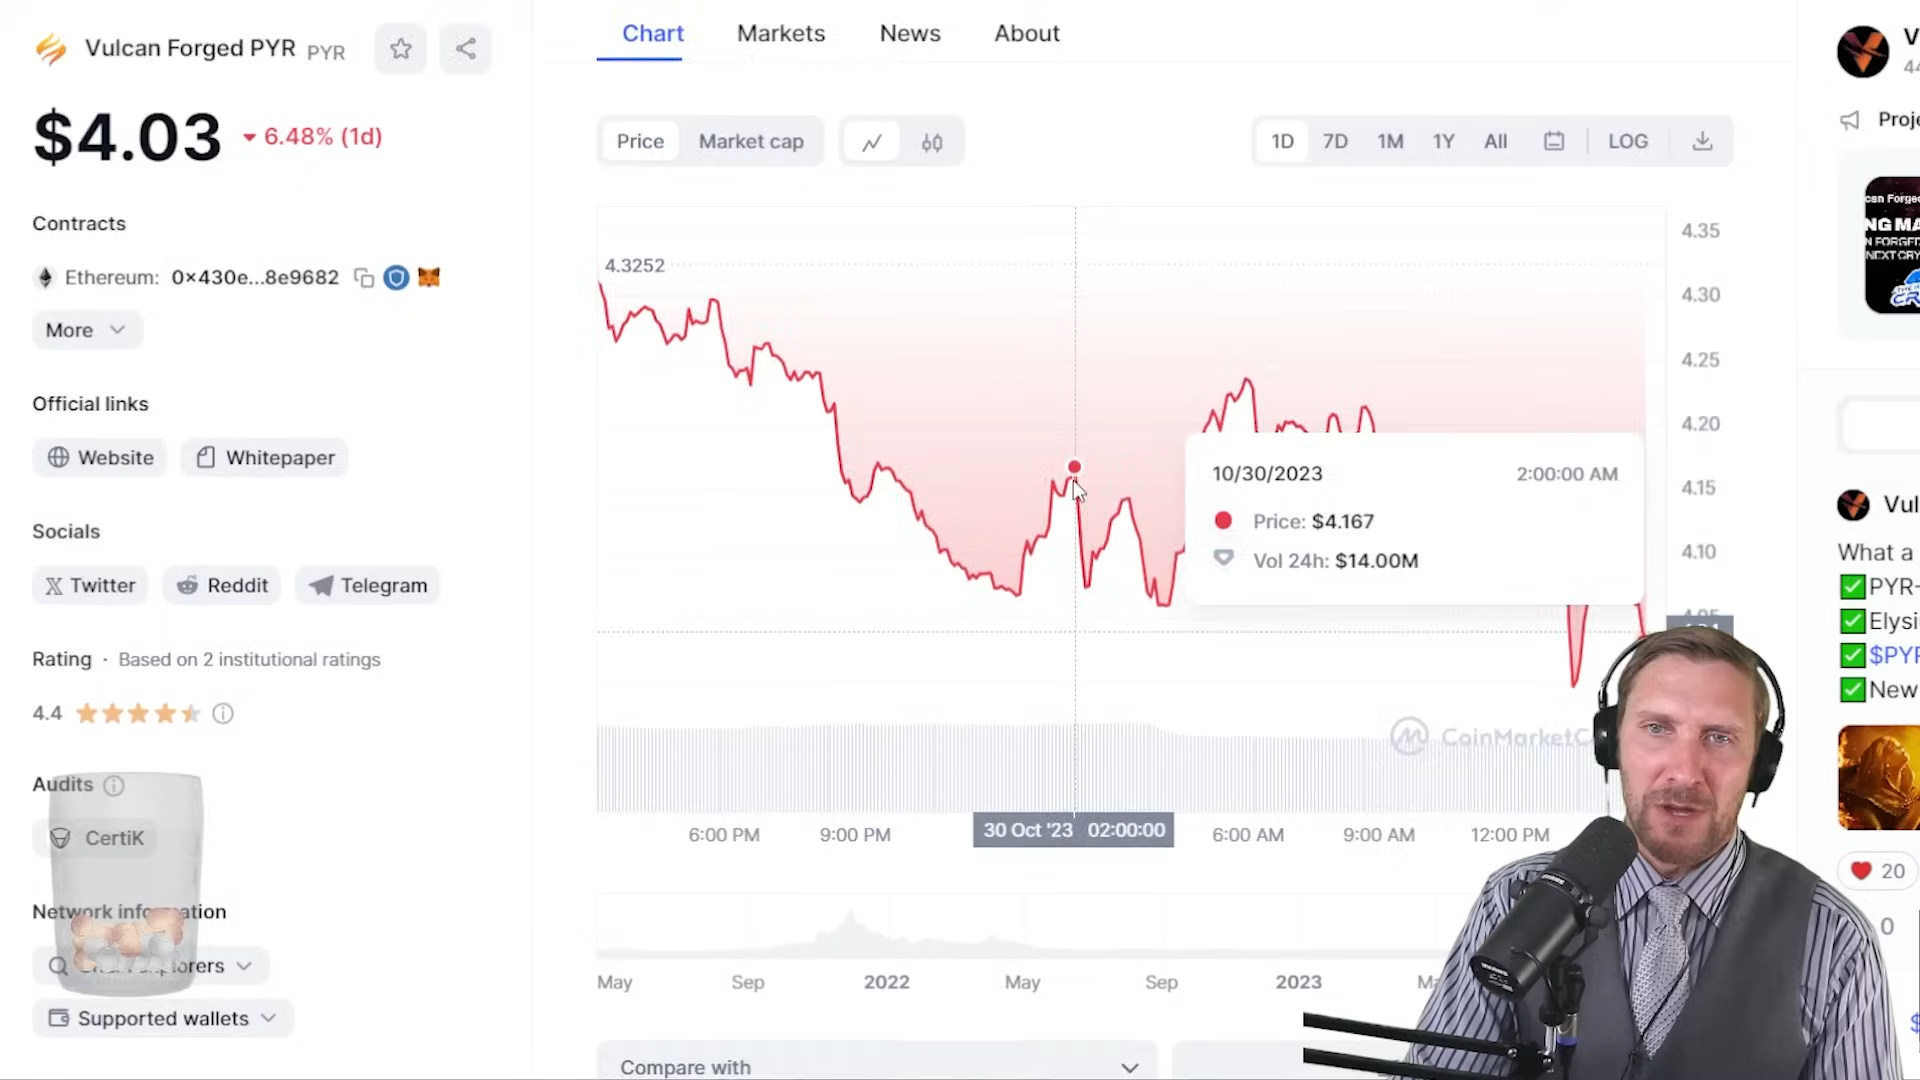 Vulcan Forged PYR PYR
$4.03 6.48% (1d)
Contracts
Ethereum: 0×430e...8e9682
More
Official links
Website Whitepaper
Socials
Twitter Reddit Telegram
Rating · Based on 2 institutional ratings
4.4
Audits
CertiK
Network information
Supported wallets
Chart Markets News About
Price Market cap
1D 7D 1M 1Y All LOG
4.3252
4.35
4.30
4.25
4.20
4.15
4.10
4.05
10/30/2023 2:00:00 AM
Price: $4.167
Vol 24h: $14.00M
6:00 PM 9:00 PM 30 Oct '23 02:00:00 6:00 AM 9:00 AM 12:00 PM
May Sep 2022 May Sep 2023
Compare with
What a
PYR-
$PYR
New
20
0